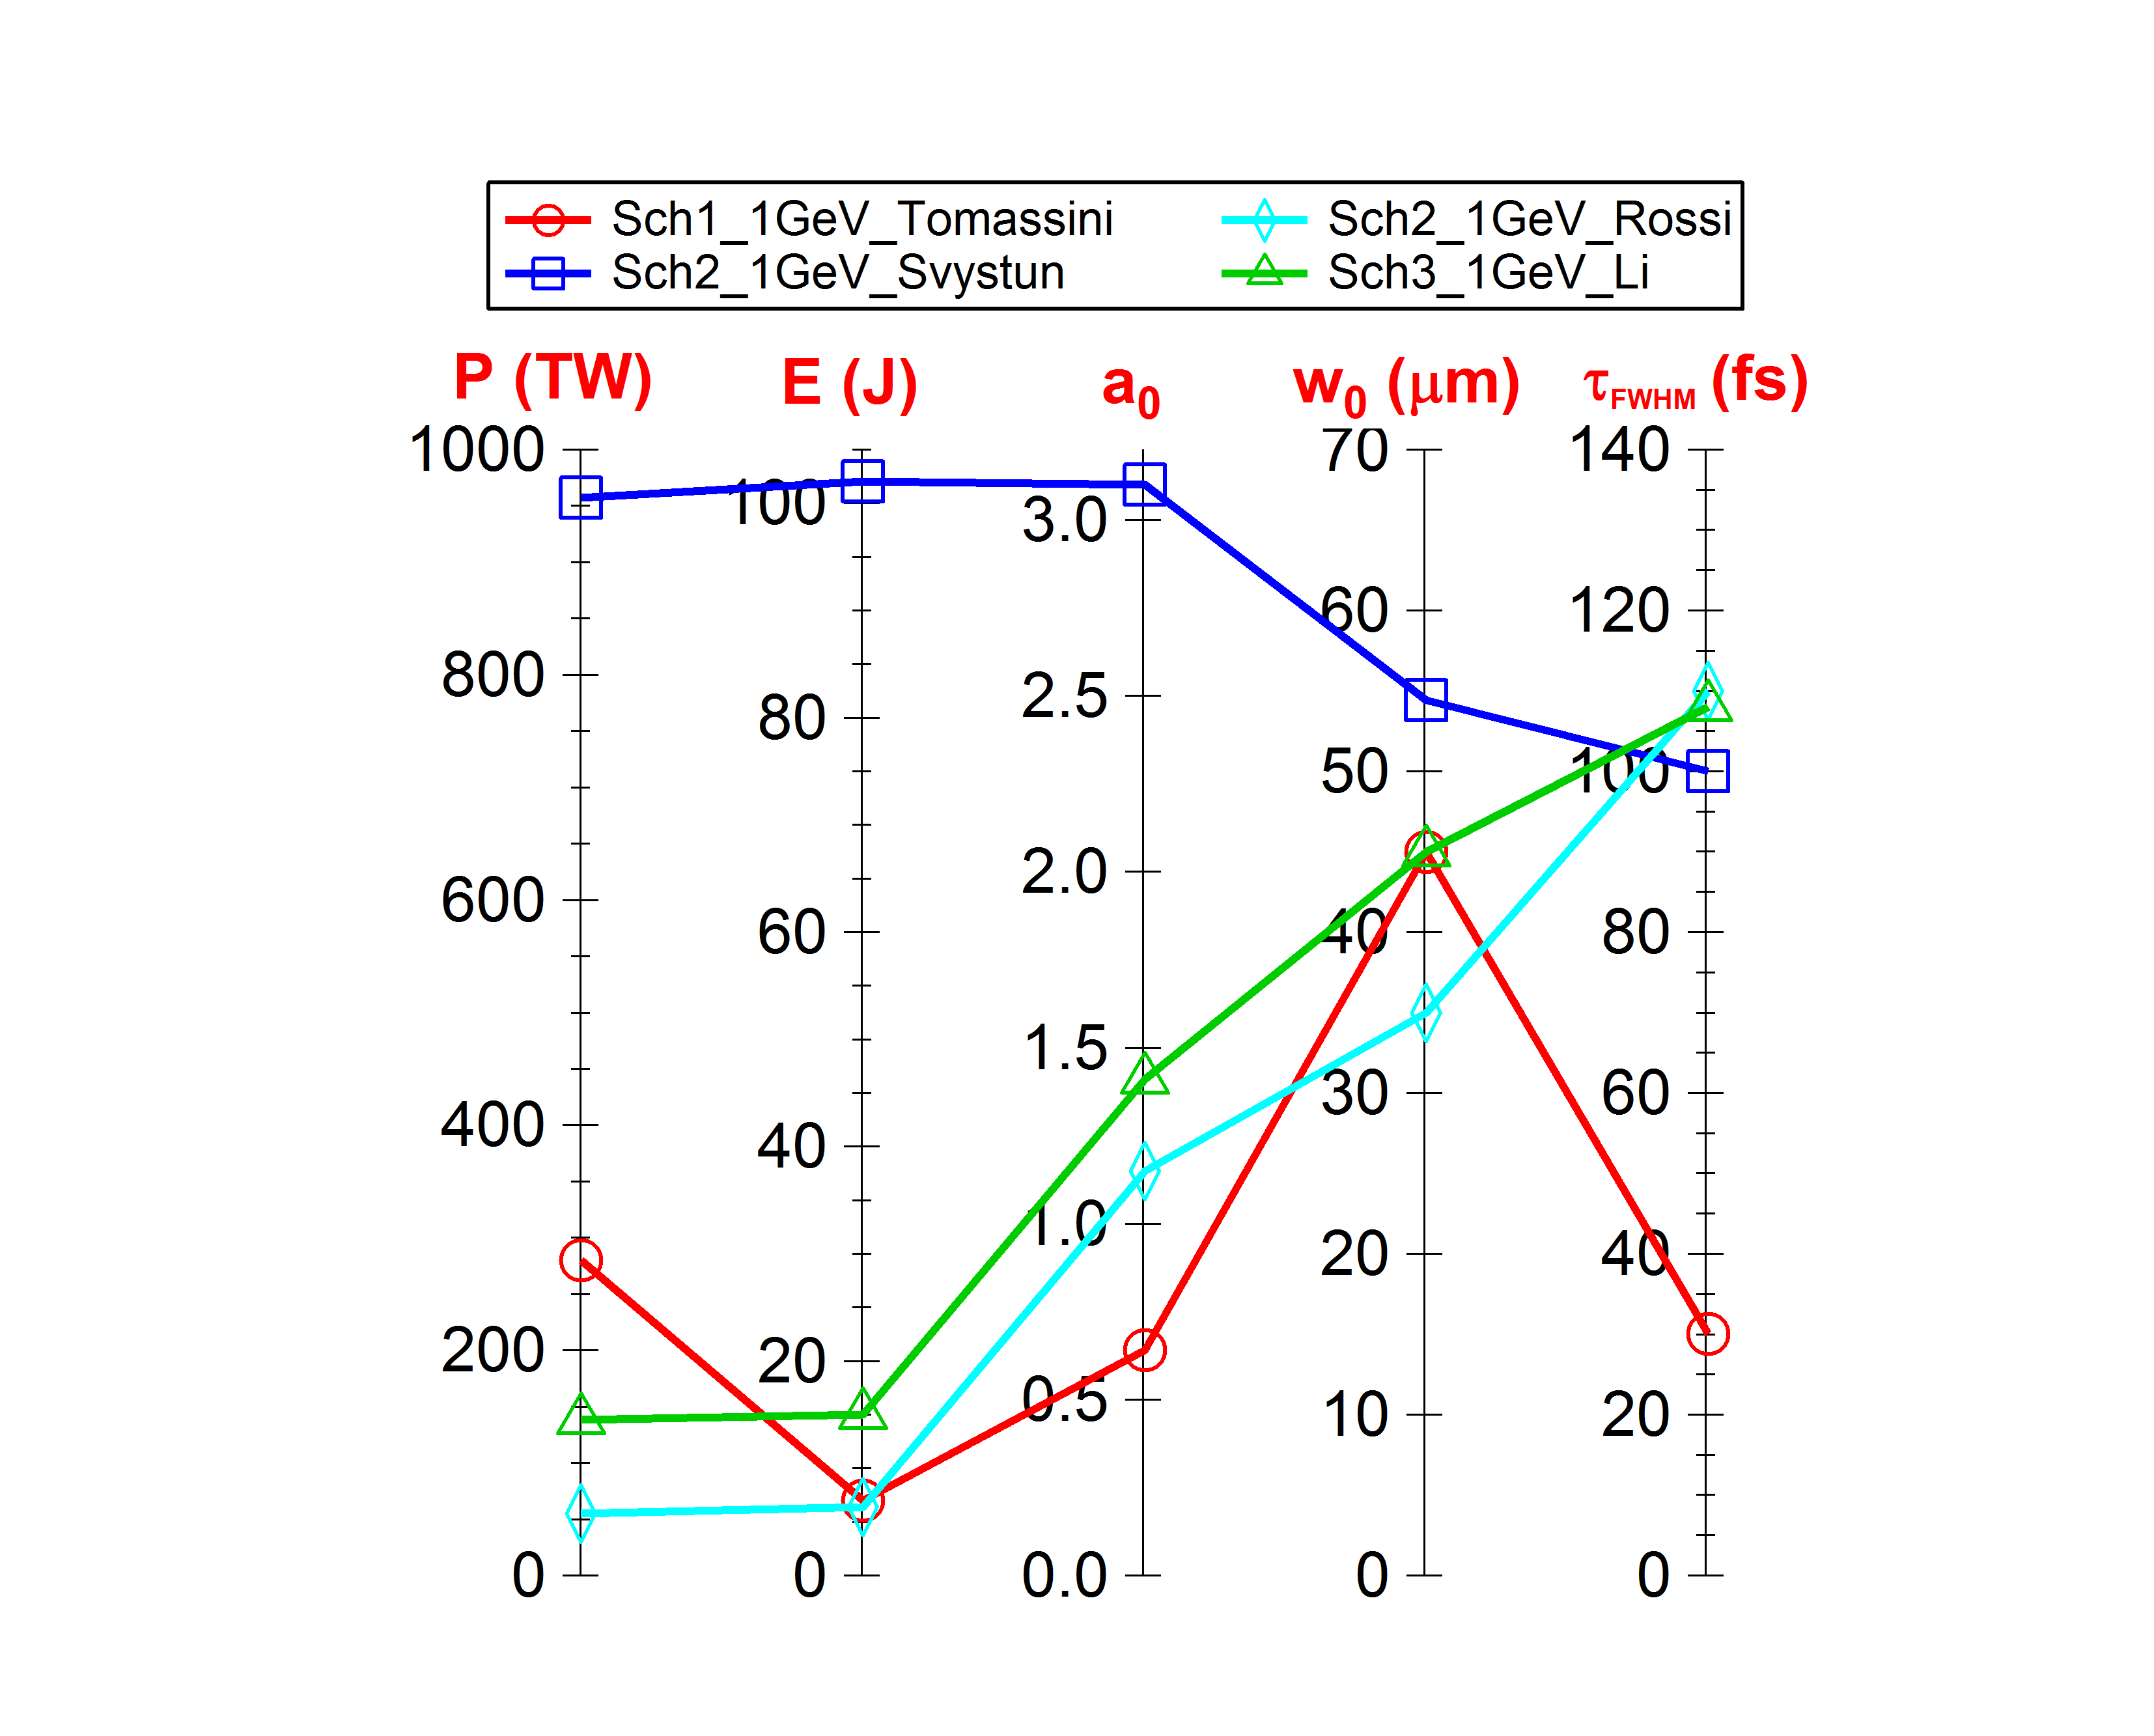 Sch1_1GeV_Tomassini Sch2_1GeV_Rossi
Sch2_1GeV_Svystun Sch3_1GeV_Li
P (TW) E (J) a0 w0 (μm) τFWHM (fs)
1000 100 3.0 70 140
800 80 2.5 60 120
600 60 2.0 50 100
400 40 1.5 40 80
200 20 1.0 30 60
0 0 0.5 20 40
0.0 10 20
0 0